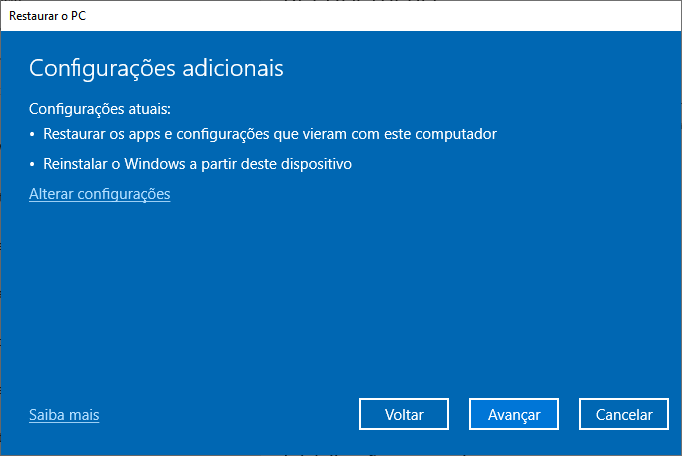 Restaurar o PC
Configurações adicionais
Configurações atuais:
• Restaurar os apps e configurações que vieram com este computador
• Reinstalar o Windows a partir deste dispositivo
Alterar configurações
Saiba mais
Voltar
Avançar
Cancelar